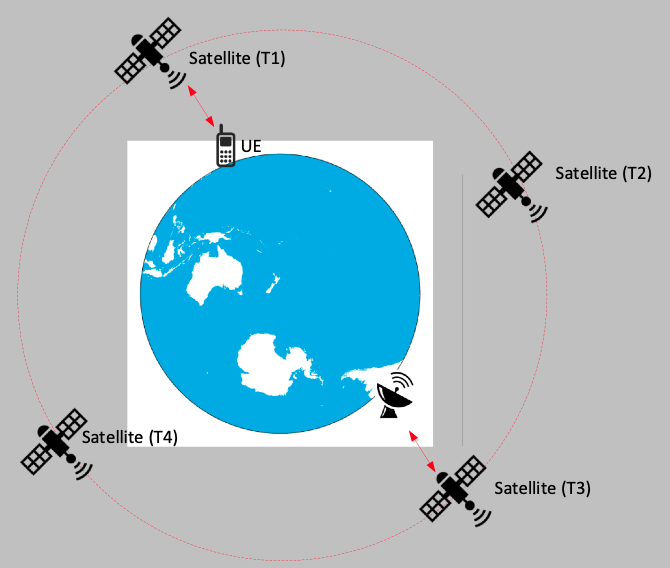 Satellite (T1)
UE
Satellite (T2)
Satellite (T4)
Satellite (T3)